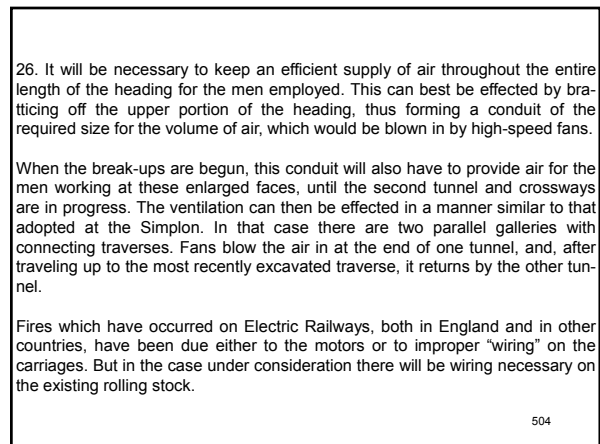 26. It will be necessary to keep an efficient supply of air throughout the entire
length of the heading for the men employed. This can best be effected by bra-
tticing off the upper portion of the heading, thus forming a conduit of the
required size for the volume of air, which would be blown in by high-speed fans.
When the break-ups are begun, this conduit will also have to provide air for the
men working at these enlarged faces, until the second tunnel and crossways
are in progress. The ventilation can then be effected in a manner similar to that
adopted at the Simplon. In that case there are two parallel galleries with
connecting traverses. Fans blow the air in at the end of one tunnel, and, after
traveling up to the most recently excavated traverse, it returns by the other tun-
nel.
Fires which have occurred on Electric Railways, both in England and in other
countries, have been due either to the motors or to improper “wiring” on the
carriages. But in the case under consideration there will be wiring necessary on
the existing rolling stock.
504